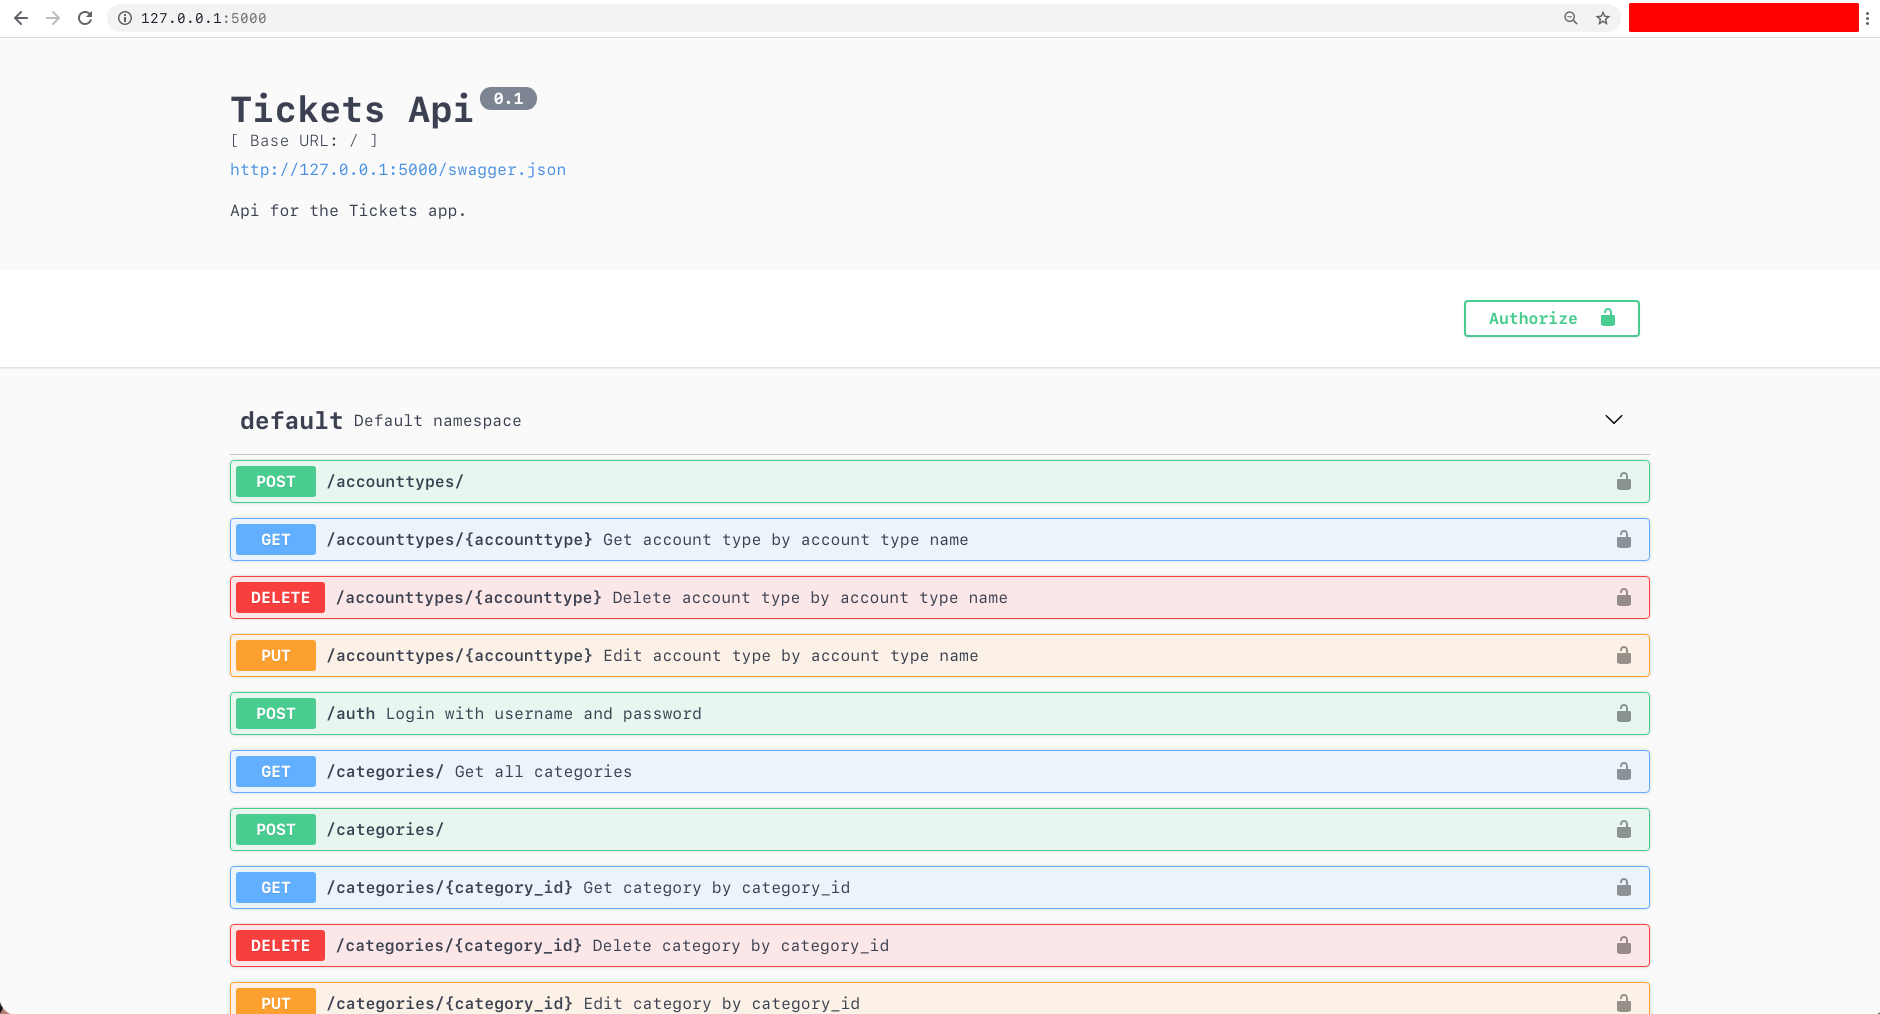 127.0.0.1:5000
Tickets Api 0.1
[ Base URL: / ]
http://127.0.0.1:5000/swagger.json
Api for the Tickets app.
Authorize
default Default namespace
POST /accounttypes/
GET /accounttypes/{accounttype} Get account type by account type name
DELETE /accounttypes/{accounttype} Delete account type by account type name
PUT /accounttypes/{accounttype} Edit account type by account type name
POST /auth Login with username and password
GET /categories/ Get all categories
POST /categories/
GET /categories/{category_id} Get category by category_id
DELETE /categories/{category_id} Delete category by category_id
PUT /categories/{category_id} Edit category by category_id